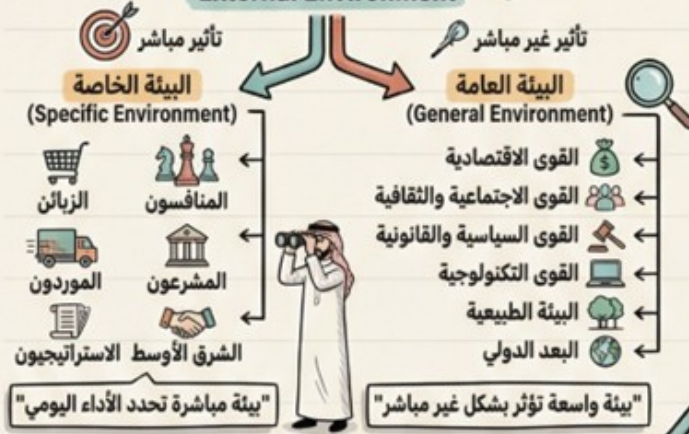 External Environment
تأثير غير مباشر
تأثير مباشر
البيئة العامة
(General Environment)
القوى الاقتصادية
القوى الاجتماعية والثقافية
القوى السياسية والقانونية
القوى التكنولوجية
البيئة الطبيعية
البعد الدولي
"بيئة واسعة تؤثر بشكل غير مباشر"
البيئة الخاصة
(Specific Environment)
المنافسون
الزبائن
المشرعون
الموردون
الشرق الأوسط الاستراتيجيون
"بيئة مباشرة تحدد الأداء اليومي"